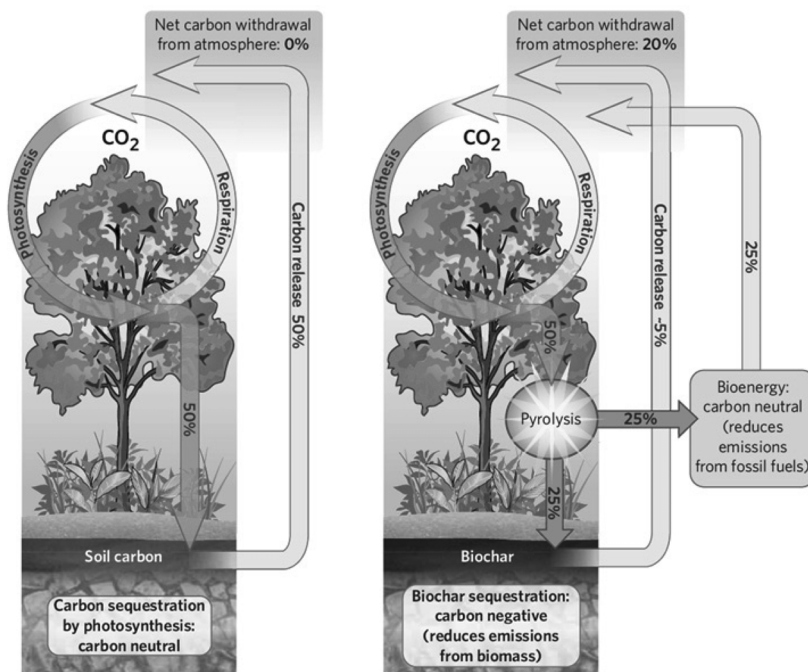 Net carbon withdrawal
from atmosphere: 0%
Photosynthesis
CO2
Respiration
Carbon release 50%
50%
Soil carbon
Carbon sequestration
by photosynthesis:
carbon neutral
Net carbon withdrawal
from atmosphere: 20%
Photosynthesis
CO2
Respiration
Carbon release -5%
25%
50%
Pyrolysis
25%
Bioenergy:
carbon neutral
(reduces
emissions
from fossil fuels)
25%
Biochar
Biochar sequestration:
carbon negative
(reduces emissions
from biomass)